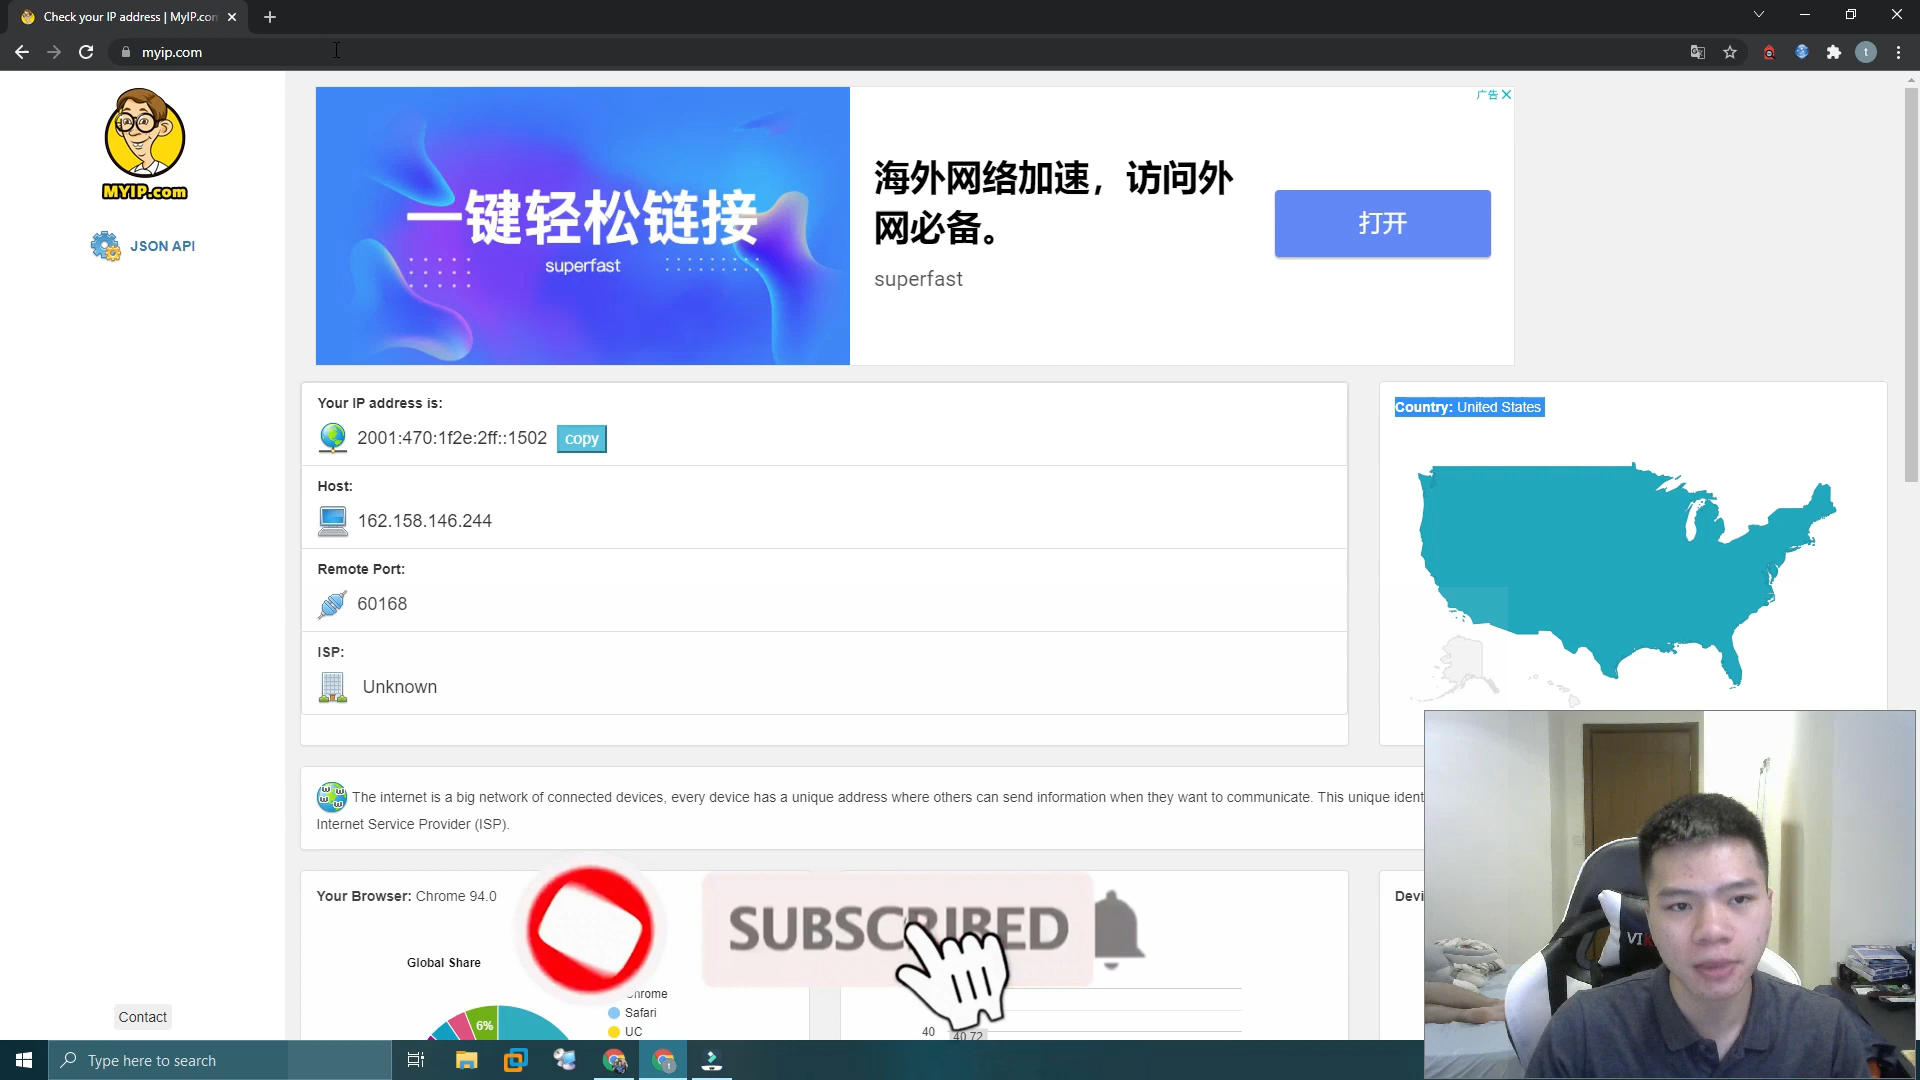 Check your IP address | MyIP.com
myip.com
t
MYIP.com
JSON API
广告
一键轻松链接
superfast
海外网络加速，访问外
网必备。
superfast
打开
Your IP address is:
2001:470:1f2e:2ff::1502
copy
Host:
162.158.146.244
Remote Port:
60168
ISP:
Unknown
Country: United States
The internet is a big network of connected devices, every device has a unique address where others can send information when they want to communicate. This unique ident
Internet Service Provider (ISP).
Your Browser: Chrome 94.0
Global Share
Chrome
Safari
UC
6%
SUBSCRIBED
40
40.72
Devi
Contact
Type here to search